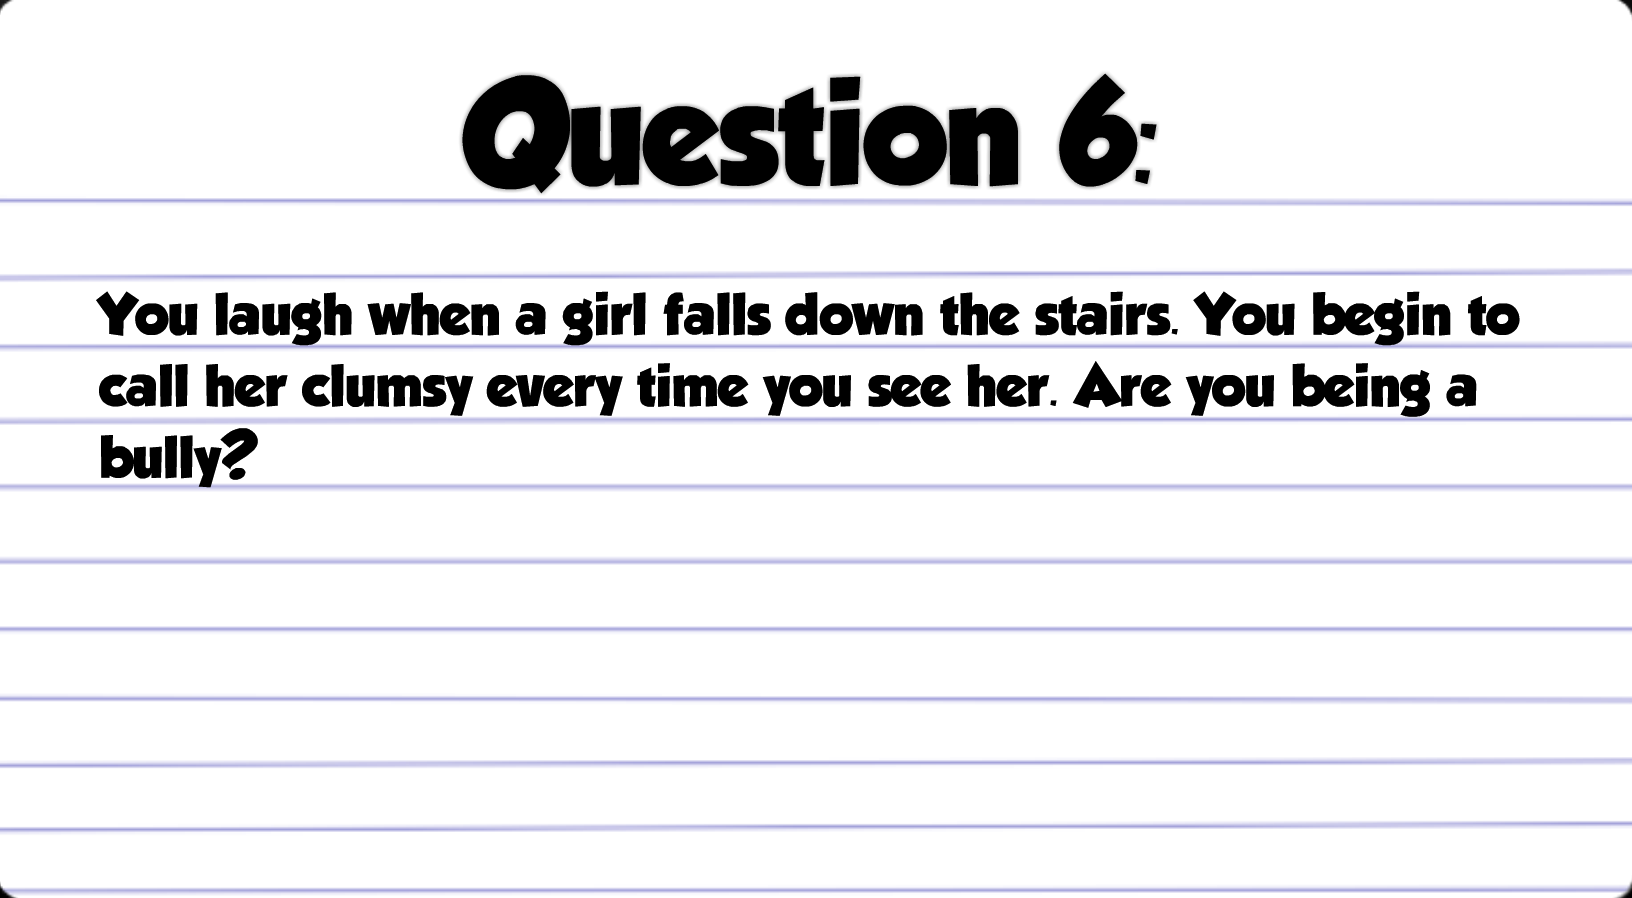 Question 6:
You laugh when a girl falls down the stairs. You begin to
call her clumsy every time you see her. Are you being a
bully?